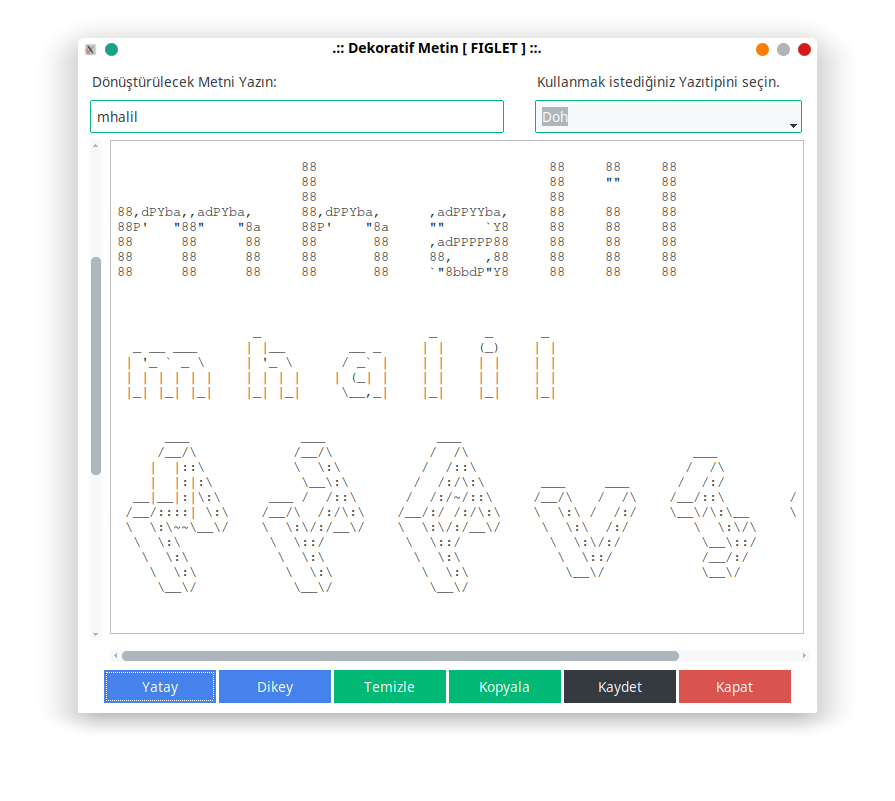 .:: Dekoratif Metin [ FIGLET ] ::.
Dönüştürülecek Metni Yazın:
Kullanmak istediğiniz Yazıtipini seçin.
mhalil
Doh
                        88                              88     88     88
                        88                              88     ""     88
                        88                              88            88
88,dPYba,,adPYba,       88,dPPYba,      ,adPPYYba,      88     88     88
88P'   "88"    "8a      88P'    "8a     ""     `Y8      88     88     88
88      88      88      88       88     ,adPPPPP88      88     88     88
88      88      88      88       88     88,    ,88      88     88     88
88      88      88      88       88     `"8bbdP"Y8      88     88     88
mhalil
Yatay
Dikey
Temizle
Kopyala
Kaydet
Kapat